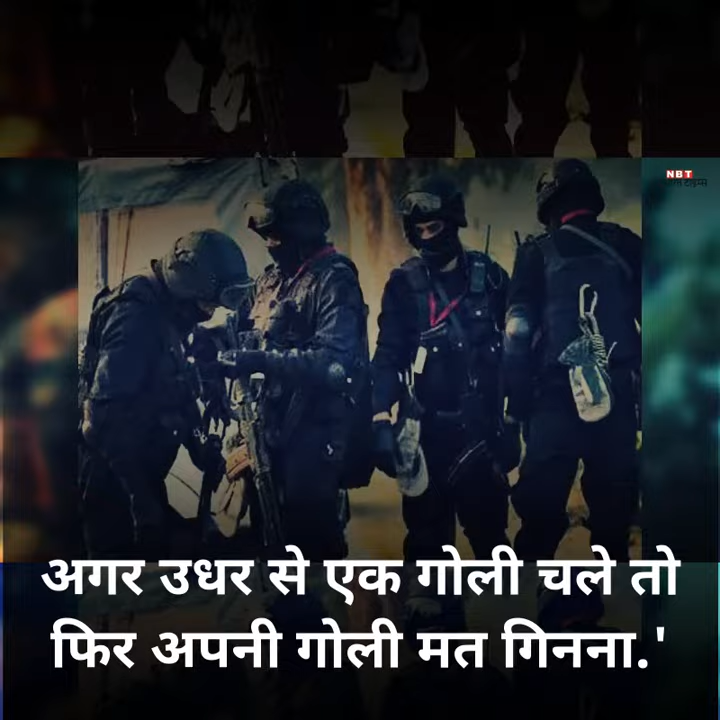 NBT
अगर उधर से एक गोली चले तो
फिर अपनी गोली मत गिनना.'